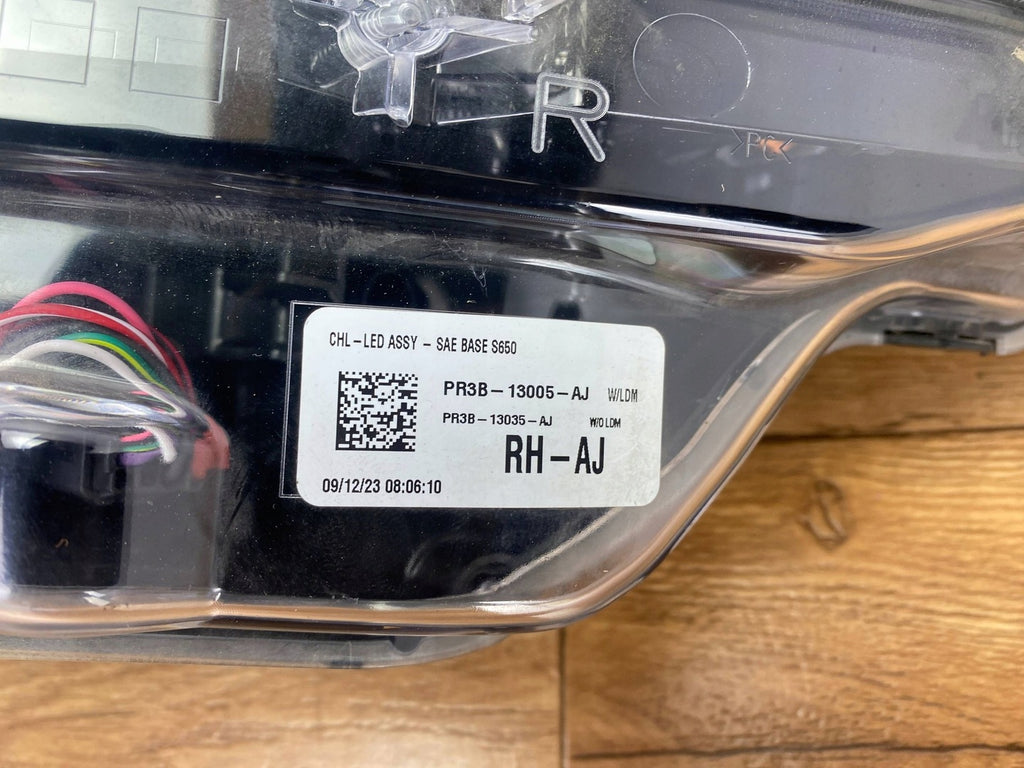 R
>PC<
CHL-LED ASSY - SAE BASE S650
PR3B-13005-AJ W/LDM
PR3B-13035-AJ W/O LDM
RH-AJ
09/12/23 08:06:10